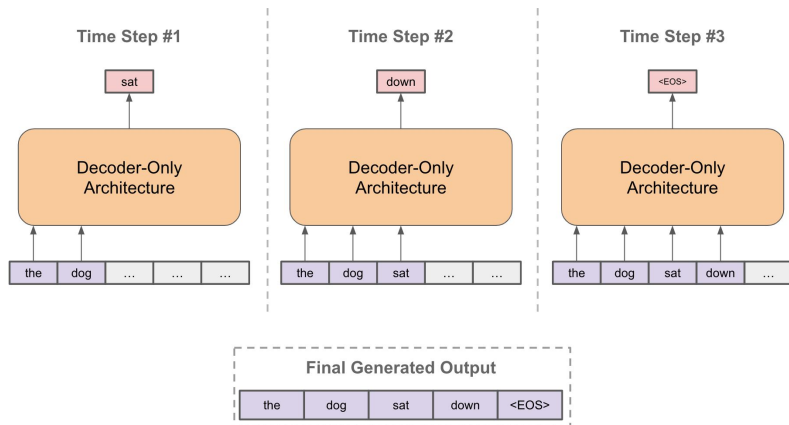 Time Step #1
Time Step #2
Time Step #3
sat
down
<EOS>
Decoder-Only
Architecture
Decoder-Only
Architecture
Decoder-Only
Architecture
the dog ... ... ...
the dog sat ... ...
the dog sat down ...
Final Generated Output
the dog sat down <EOS>